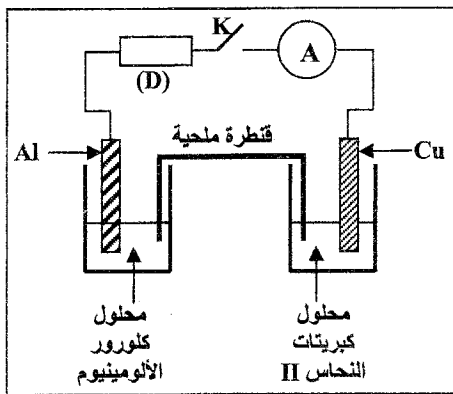 K
(D)
A
قنطرة ملحية
Al
Cu
محلول
كلورور
الألومينيوم
محلول
كبريتات
النحاس II